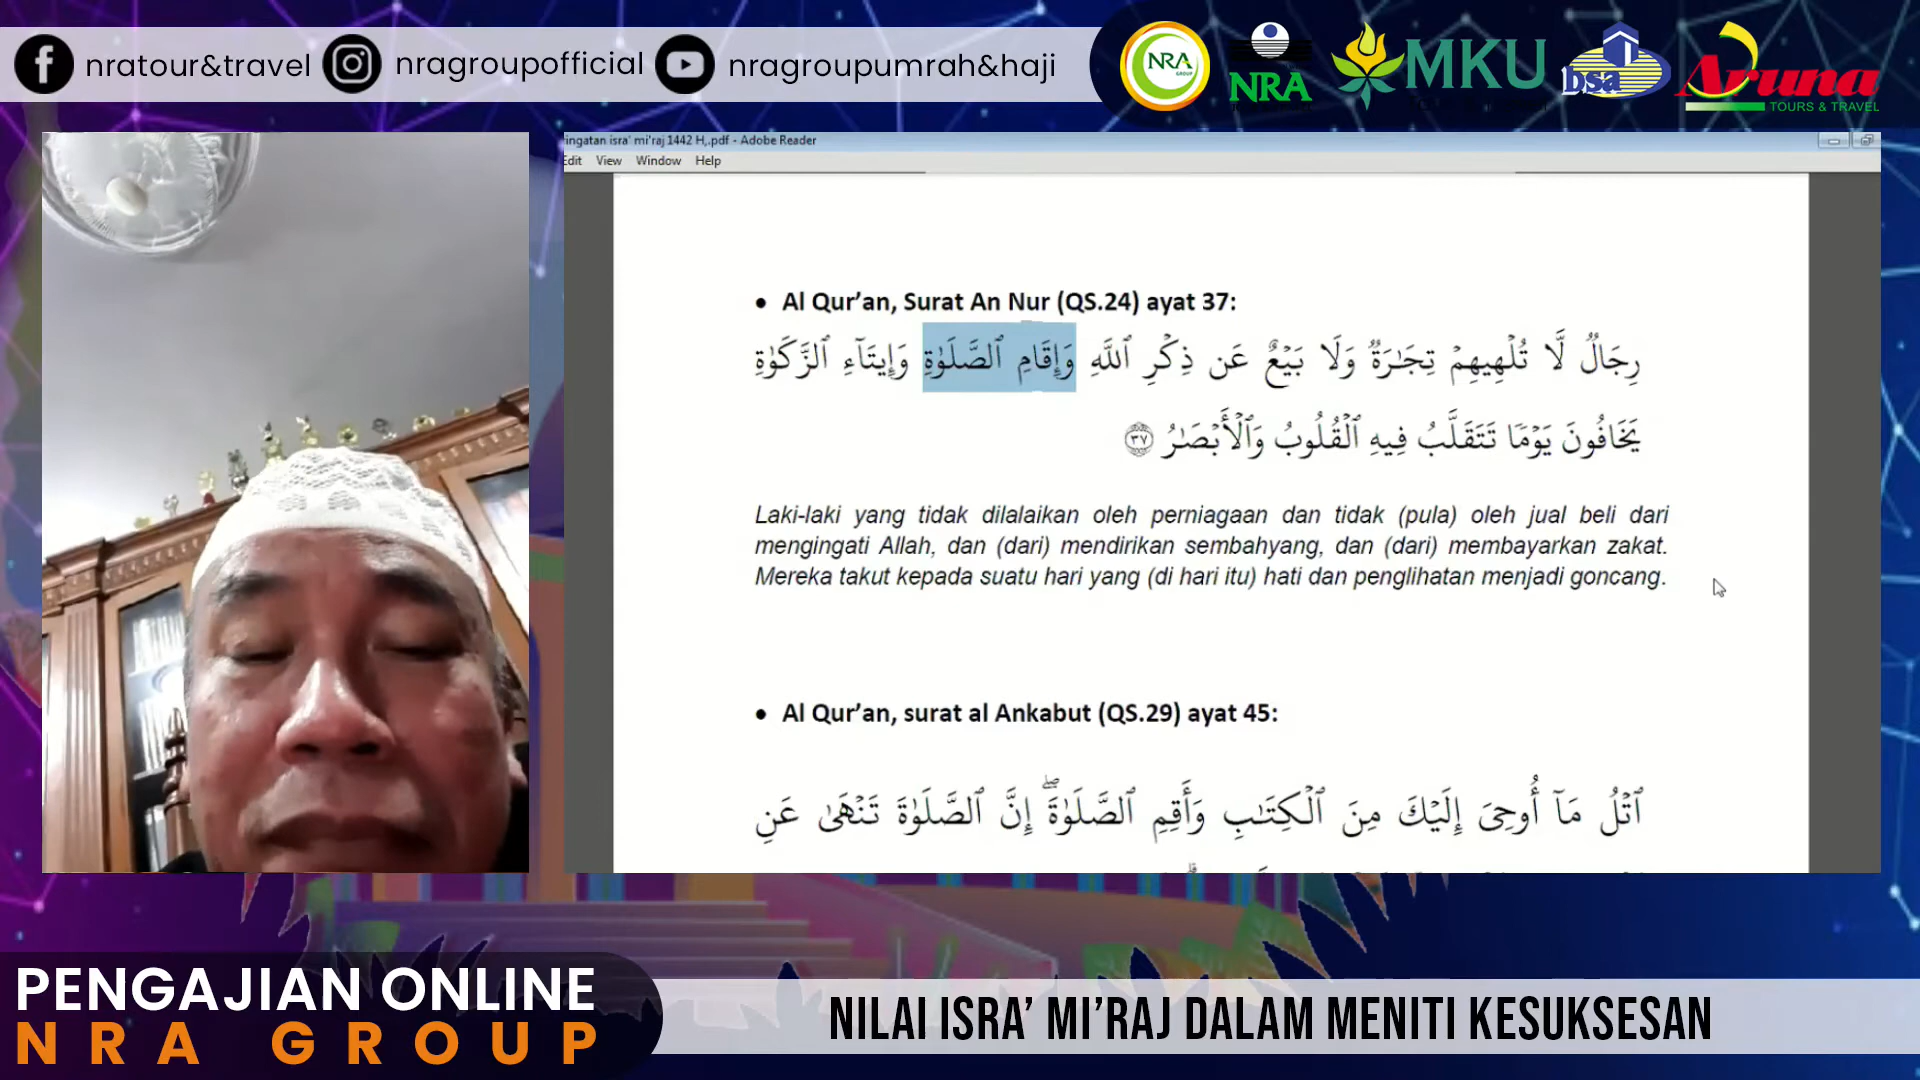 nratour&travel nragroupofficial nragroupumrah&haji
NRA GROUP
NRA
MKU
bsa
Aruna
TOURS & TRAVEL
ingatan isra' mi'raj 1442 H,.pdf - Adobe Reader
Edit View Window Help
• Al Qur’an, Surat An Nur (QS.24) ayat 37:
رِجَالٌ لَّا تُلْهِيهِمْ تِجَـٰرَةٌ وَلَا بَيْعٌ عَن ذِكْرِ ٱللَّهِ وَإِقَامِ ٱلصَّلَوٰةِ وَإِيتَآءِ ٱلزَّكَوٰةِ
يَخَافُونَ يَوْمًا تَتَقَلَّبُ فِيهِ ٱلْقُلُوبُ وَٱلْأَبْصَـٰرُ ٣٧
Laki-laki yang tidak dilalaikan oleh perniagaan dan tidak (pula) oleh jual beli dari
mengingati Allah, dan (dari) mendirikan sembahyang, dan (dari) membayarkan zakat.
Mereka takut kepada suatu hari yang (di hari itu) hati dan penglihatan menjadi goncang.
• Al Qur’an, surat al Ankabut (QS.29) ayat 45:
ٱتْلُ مَآ أُوحِىَ إِلَيْكَ مِنَ ٱلْكِتَـٰبِ وَأَقِمِ ٱلصَّلَوٰةَ ۖ إِنَّ ٱلصَّلَوٰةَ تَنْهَىٰ عَنِ
PENGAJIAN ONLINE
NRA GROUP
NILAI ISRA’ MI’RAJ DALAM MENITI KESUKSESAN